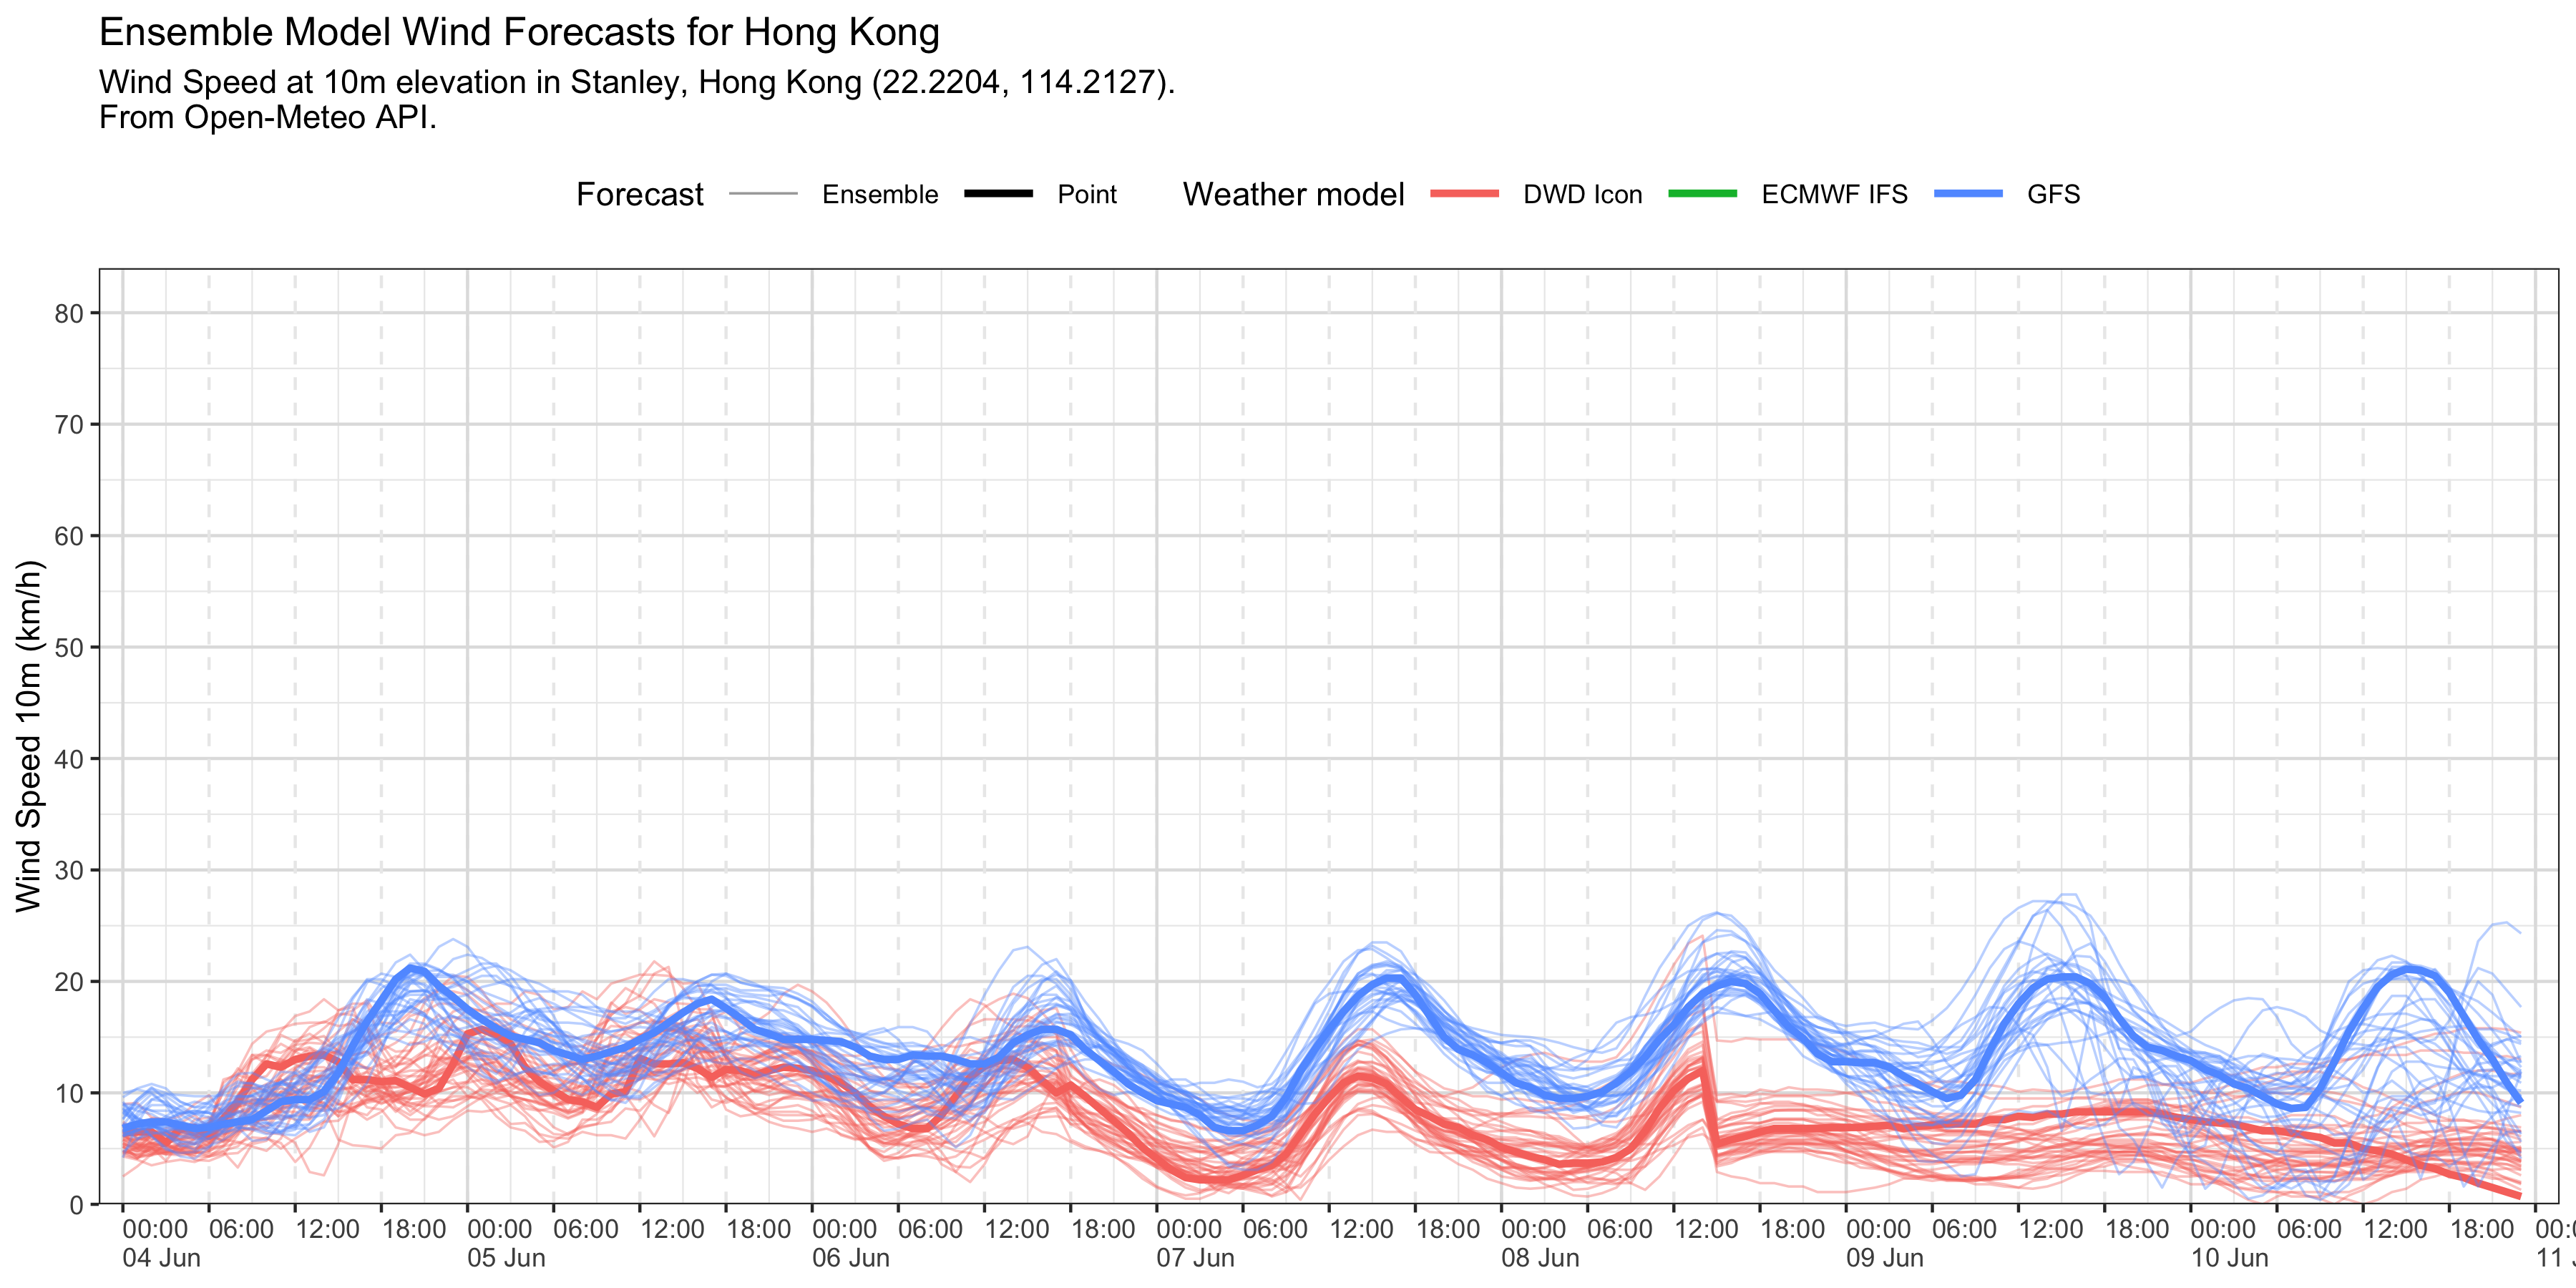 Ensemble Model Wind Forecasts for Hong Kong
Wind Speed at 10m elevation in Stanley, Hong Kong (22.2204, 114.2127).
From Open-Meteo API.
Forecast Ensemble Point Weather model DWD Icon ECMWF IFS GFS
Wind Speed 10m (km/h)
80
70
60
50
40
30
20
10
0
00:00 06:00 12:00 18:00 00:00 06:00 12:00 18:00 00:00 06:00 12:00 18:00 00:00 06:00 12:00 18:00 00:00 06:00 12:00 18:00 00:00 06:00 12:00 18:00 00:00 06:00 12:00 18:00 00:0
04 Jun 05 Jun 06 Jun 07 Jun 08 Jun 09 Jun 10 Jun 11 J